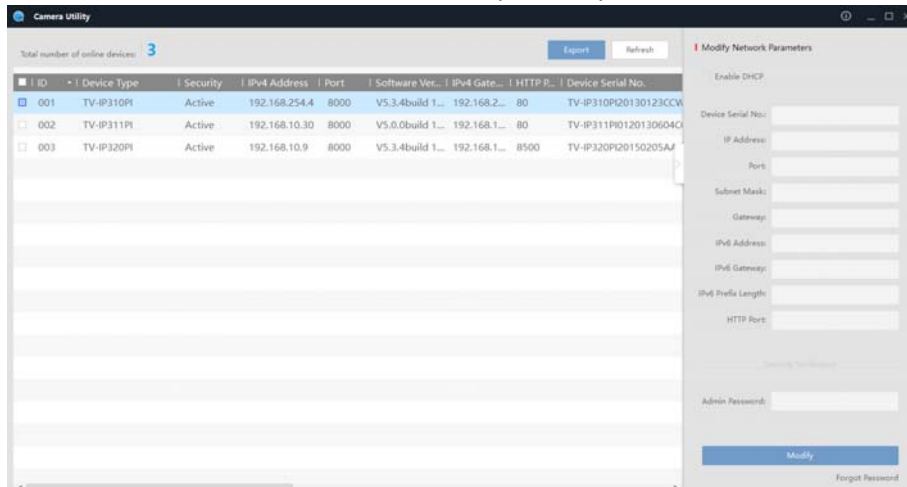 Camera Utility
Total number of online devices: 3
Export
Refresh
ID Device Type Security IPv4 Address Port Software Ver... IPv4 Gate... HTTP P... Device Serial No.
001 TV-IP310PI Active 192.168.254.4 8000 V5.3.4build 1... 192.168.2... 80 TV-IP310PI20130123CCW
002 TV-IP311PI Active 192.168.10.30 8000 V5.0.0build 1... 192.168.1... 80 TV-IP311PI0120130604C
003 TV-IP320PI Active 192.168.10.9 8000 V5.3.4build 1... 192.168.1... 8500 TV-IP320PI20150205AA
Modify Network Parameters
Enable DHCP
Device Serial No.:
IP Address:
Port:
Subnet Mask:
Gateway:
IPv6 Address:
IPv6 Gateway:
IPv6 Prefix Length:
HTTP Port:
Admin Password:
Modify
Forgot Password